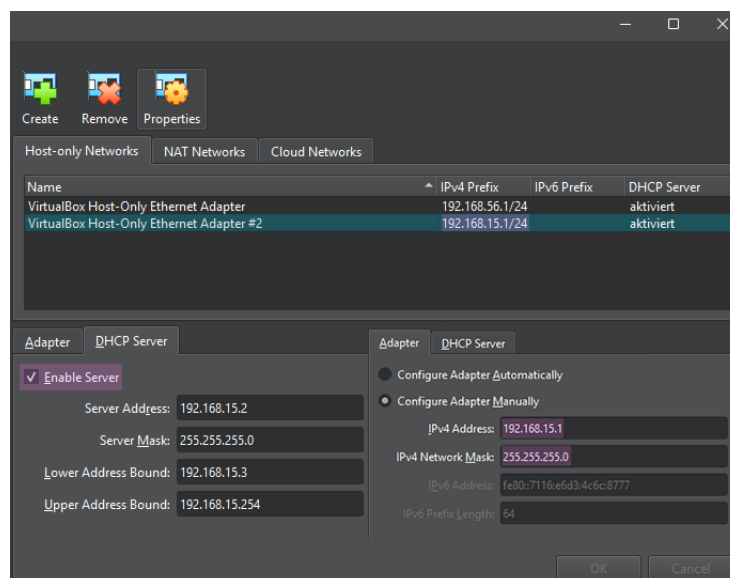 Create Remove Properties
Host-only Networks NAT Networks Cloud Networks
Name IPv4 Prefix IPv6 Prefix DHCP Server
VirtualBox Host-Only Ethernet Adapter 192.168.56.1/24 aktiviert
VirtualBox Host-Only Ethernet Adapter #2 192.168.15.1/24 aktiviert
Adapter DHCP Server
Enable Server
Server Address: 192.168.15.2
Server Mask: 255.255.255.0
Lower Address Bound: 192.168.15.3
Upper Address Bound: 192.168.15.254
Adapter DHCP Server
Configure Adapter Automatically
Configure Adapter Manually
IPv4 Address: 192.168.15.1
IPv4 Network Mask: 255.255.255.0
IPv6 Address: fe80::7116:e6d3:4c6c:8777
IPv6 Prefix Length: 64
OK Cancel